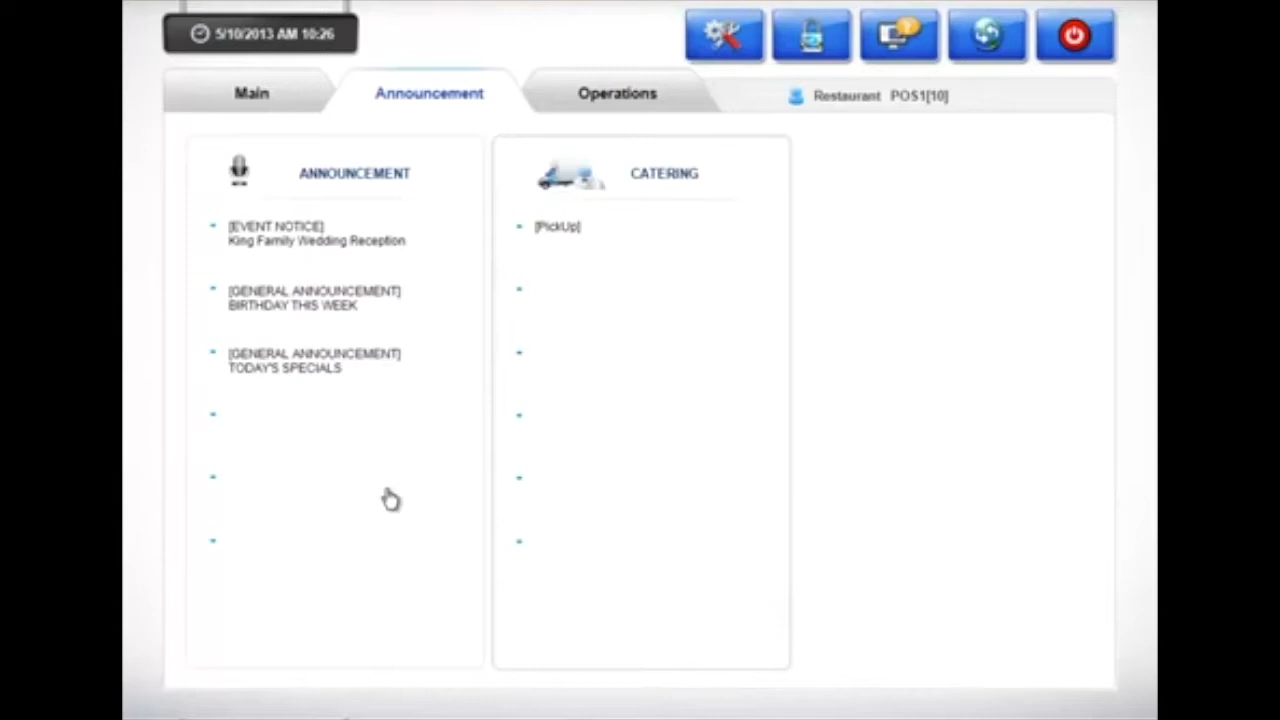 5/10/2013 AM 10:26
Main
Announcement
Operations
Restaurant POS1[10]
ANNOUNCEMENT
[EVENT NOTICE]
King Family Wedding Reception
[GENERAL ANNOUNCEMENT]
BIRTHDAY THIS WEEK
[GENERAL ANNOUNCEMENT]
TODAY'S SPECIALS
CATERING
[PickUp]